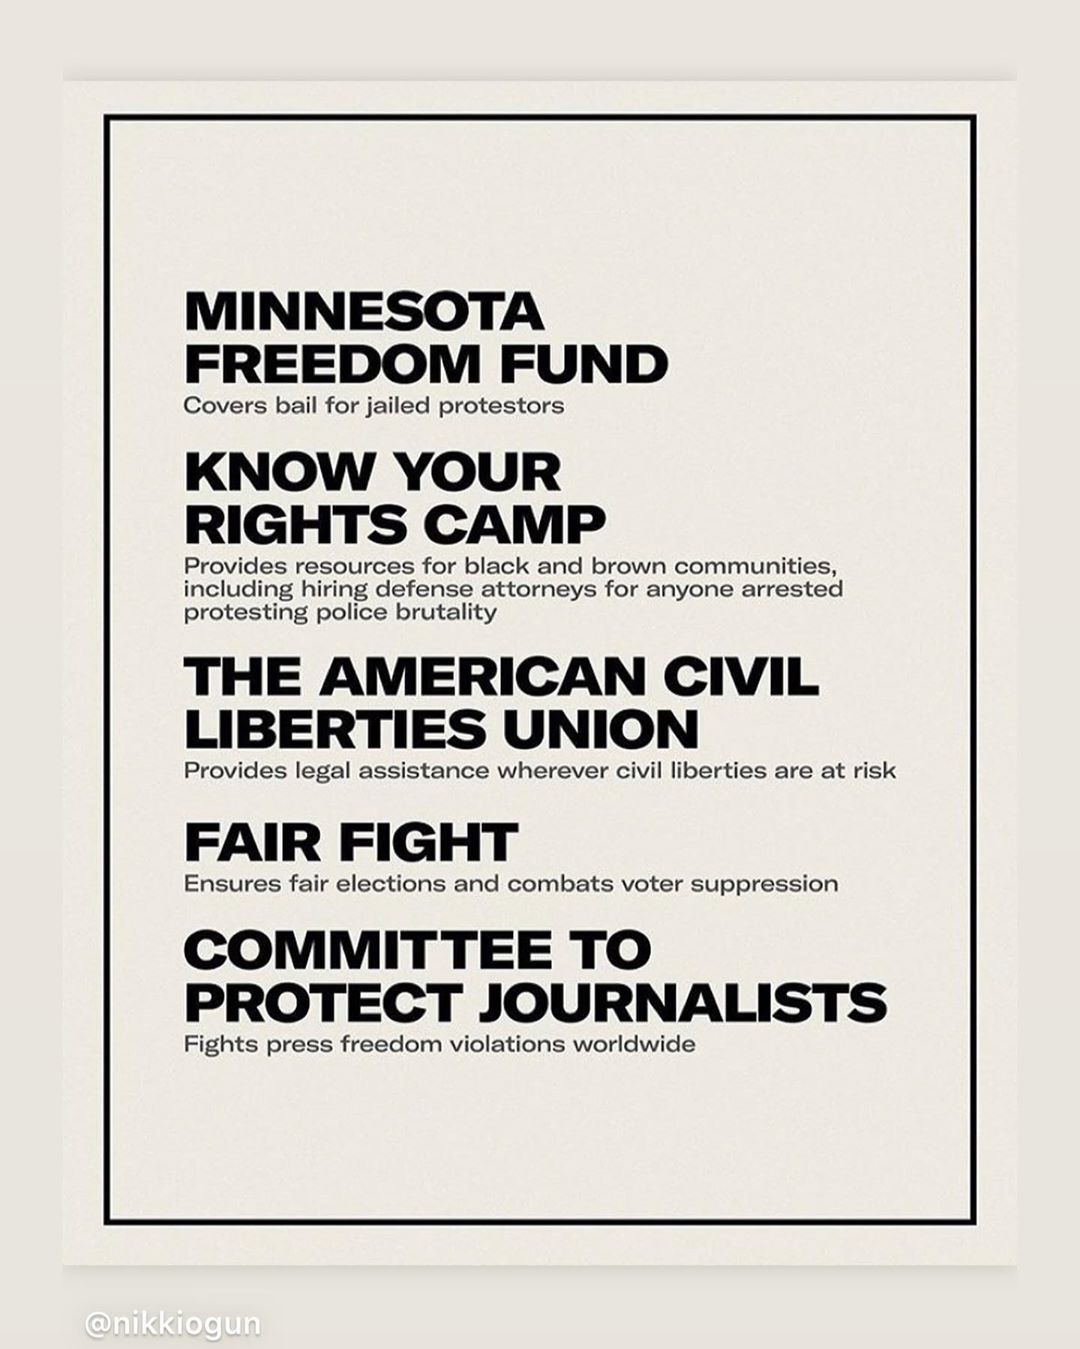 MINNESOTA
FREEDOM FUND
Covers bail for jailed protestors
KNOW YOUR
RIGHTS CAMP
Provides resources for black and brown communities,
including hiring defense attorneys for anyone arrested
protesting police brutality
THE AMERICAN CIVIL
LIBERTIES UNION
Provides legal assistance wherever civil liberties are at risk
FAIR FIGHT
Ensures fair elections and combats voter suppression
COMMITTEE TO
PROTECT JOURNALISTS
Fights press freedom violations worldwide
@nikkiogun